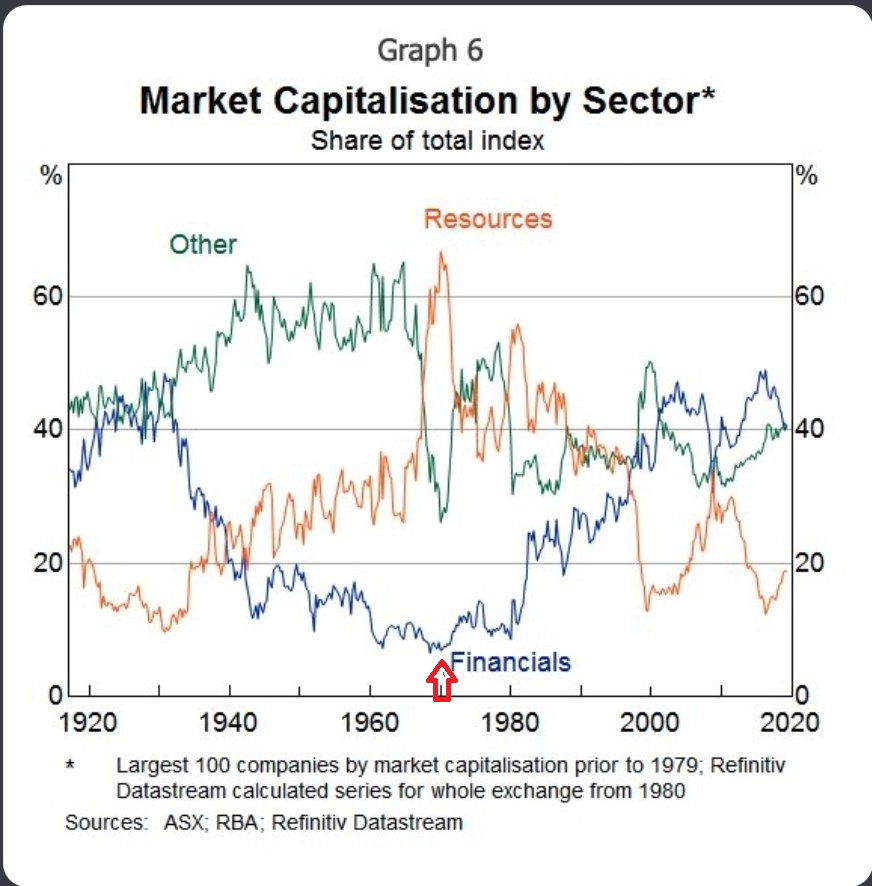 Graph 6
Market Capitalisation by Sector*
Share of total index
% %
Resources
Other
60 60
40 40
20 20
Financials
0 0
1920 1940 1960 1980 2000 2020
* Largest 100 companies by market capitalisation prior to 1979; Refinitiv
Datastream calculated series for whole exchange from 1980
Sources: ASX; RBA; Refinitiv Datastream